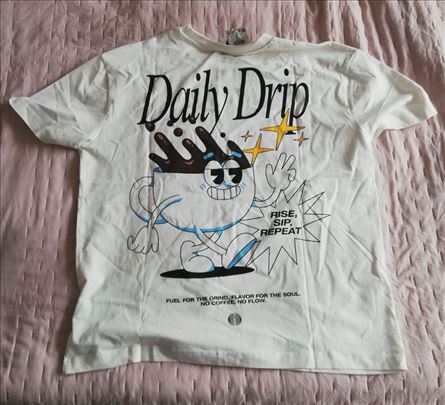 Daily Drip
RISE,
SIP,
REPEAT
FUEL FOR THE GRIND, FLAVOR FOR THE SOUL.
NO COFFEE, NO FLOW.